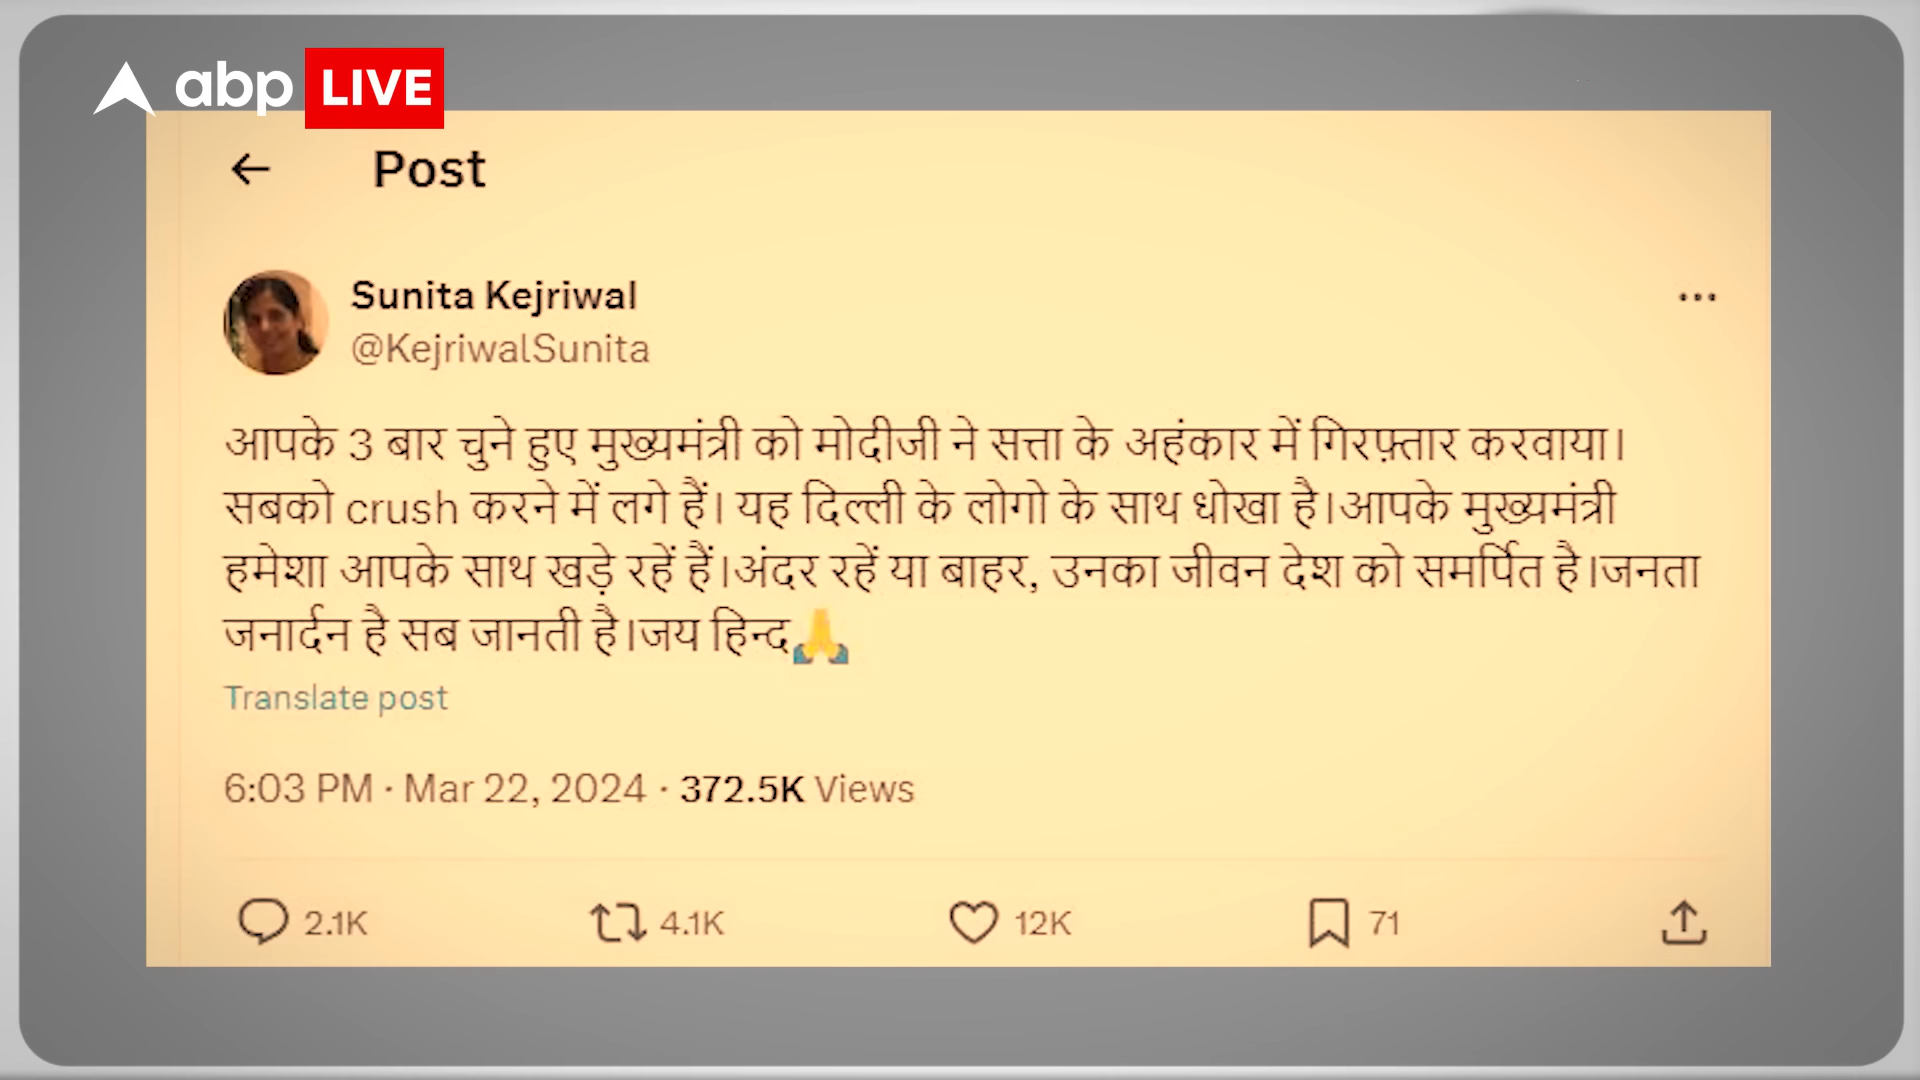 abp LIVE
Post
Sunita Kejriwal
@KejriwalSunita
आपके 3 बार चुने हुए मुख्यमंत्री को मोदीजी ने सत्ता के अहंकार में गिरफ़्तार करवाया।
सबको crush करने में लगे हैं। यह दिल्ली के लोगो के साथ धोखा है।आपके मुख्यमंत्री
हमेशा आपके साथ खड़े रहें हैं।अंदर रहें या बाहर, उनका जीवन देश को समर्पित है।जनता
जनार्दन है सब जानती है।जय हिन्द🙏
Translate post
6:03 PM · Mar 22, 2024 · 372.5K Views
2.1K 4.1K 12K 71